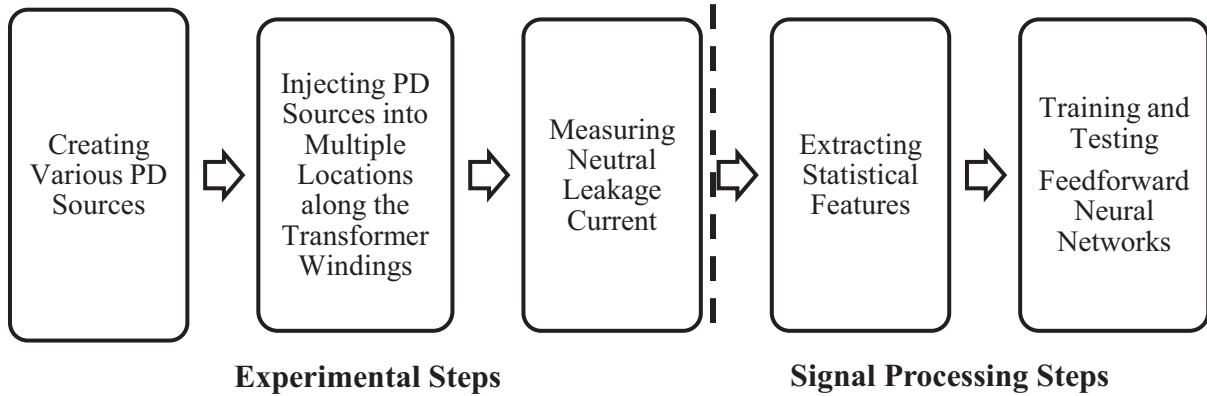 Creating
Various PD
Sources
Injecting PD
Sources into
Multiple
Locations
along the
Transformer
Windings
Measuring
Neutral
Leakage
Current
Extracting
Statistical
Features
Training and
Testing
Feedforward
Neural
Networks
Experimental Steps
Signal Processing Steps